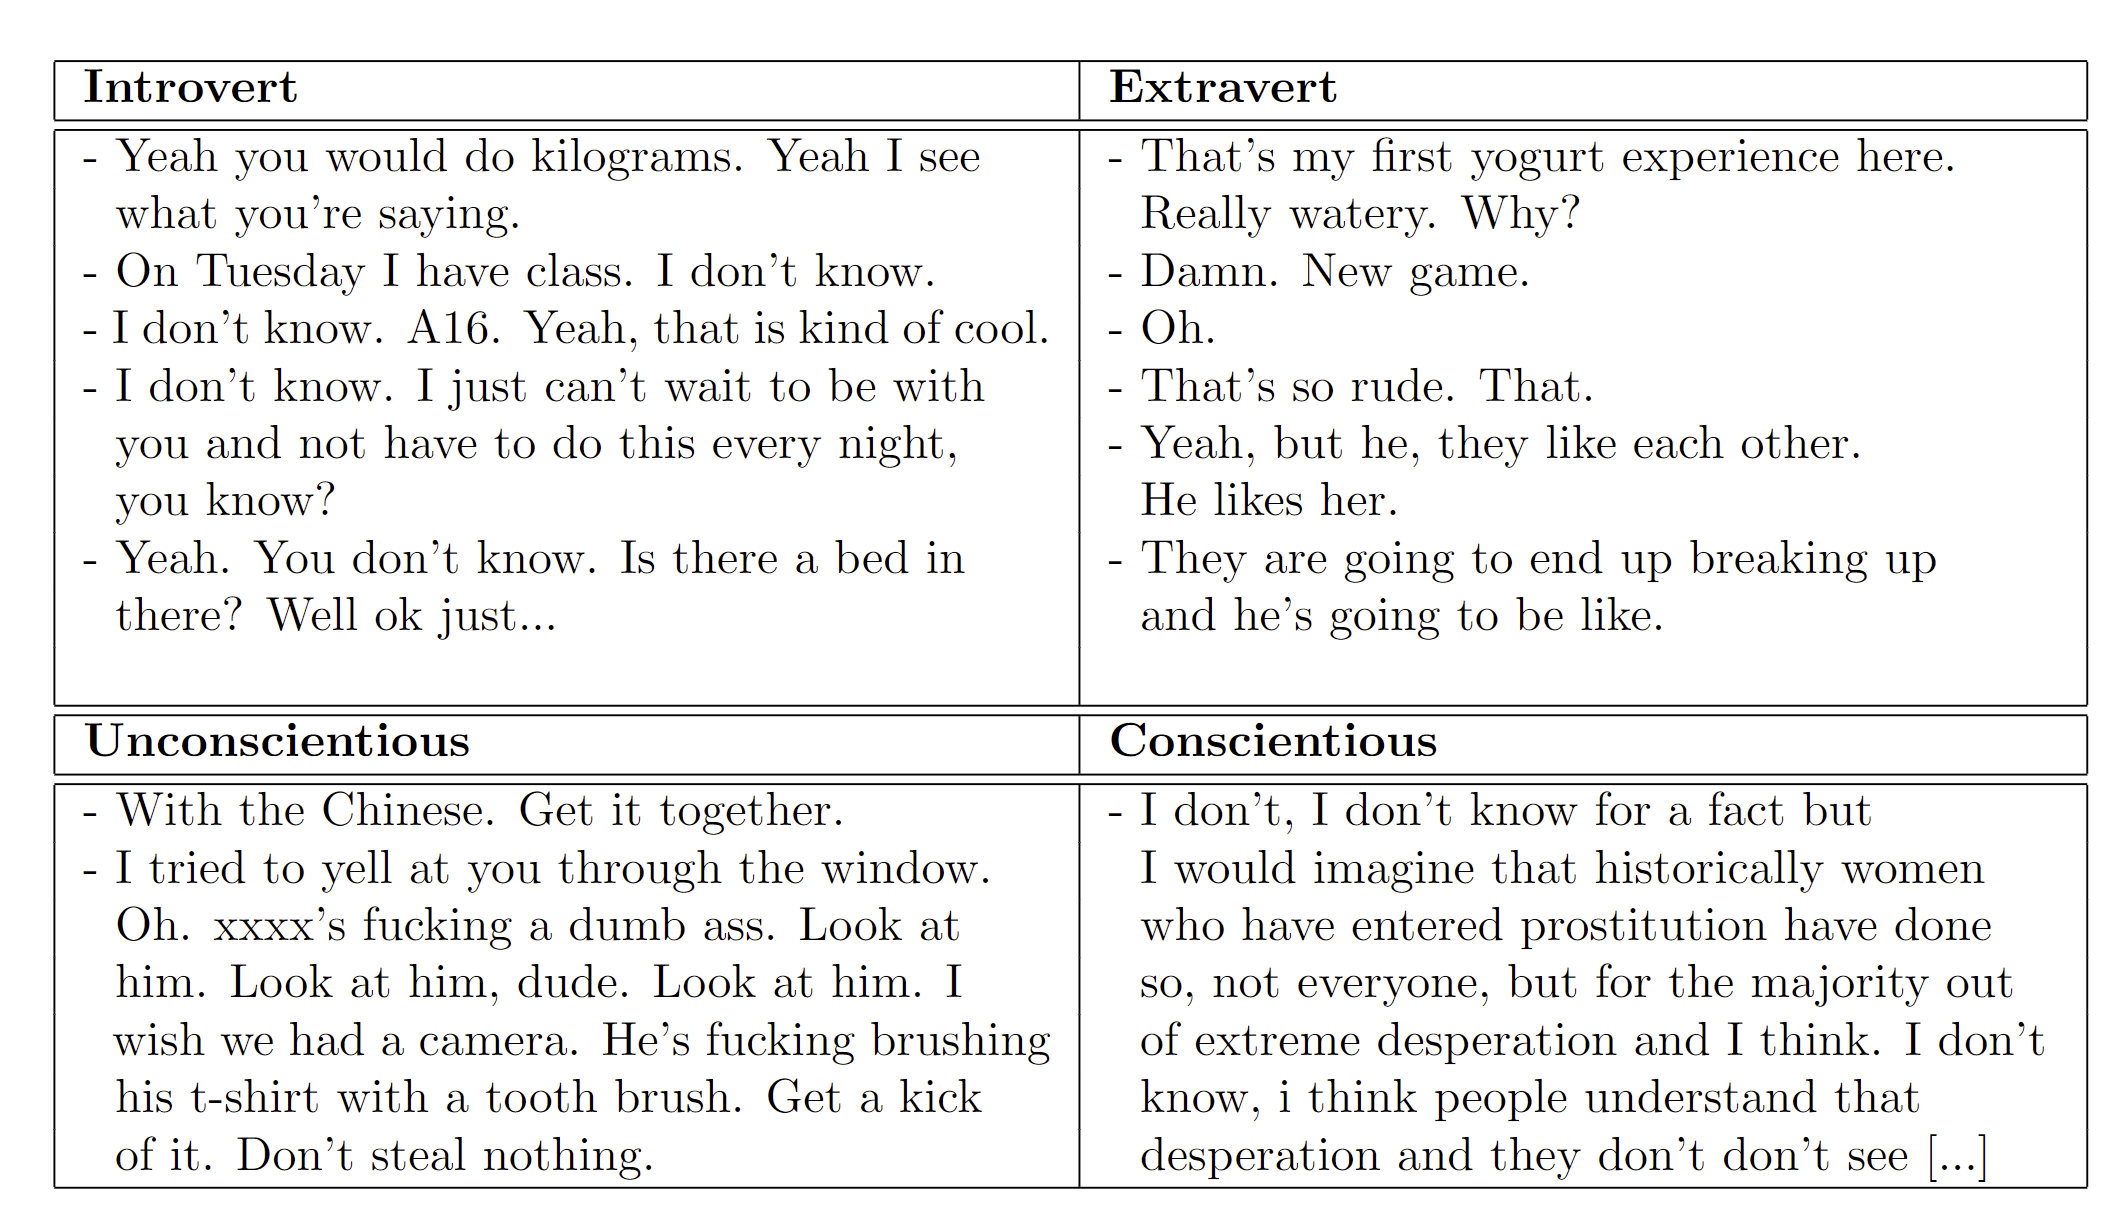 Introvert
Extravert
- Yeah you would do kilograms. Yeah I see
what you're saying.
- On Tuesday I have class. I don't know.
- I don't know. A16. Yeah, that is kind of cool.
- I don't know. I just can't wait to be with
you and not have to do this every night,
you know?
- Yeah. You don't know. Is there a bed in
there? Well ok just...
- That's my first yogurt experience here.
Really watery. Why?
- Damn. New game.
- Oh.
- That's so rude. That.
- Yeah, but he, they like each other.
He likes her.
- They are going to end up breaking up
and he's going to be like.
Unconscientious
Conscientious
- With the Chinese. Get it together.
- I tried to yell at you through the window.
Oh. xxxx's fucking a dumb ass. Look at
him. Look at him, dude. Look at him. I
wish we had a camera. He's fucking brushing
his t-shirt with a tooth brush. Get a kick
of it. Don't steal nothing.
- I don't, I don't know for a fact but
I would imagine that historically women
who have entered prostitution have done
so, not everyone, but for the majority out
of extreme desperation and I think. I don't
know, i think people understand that
desperation and they don't don't see [...]